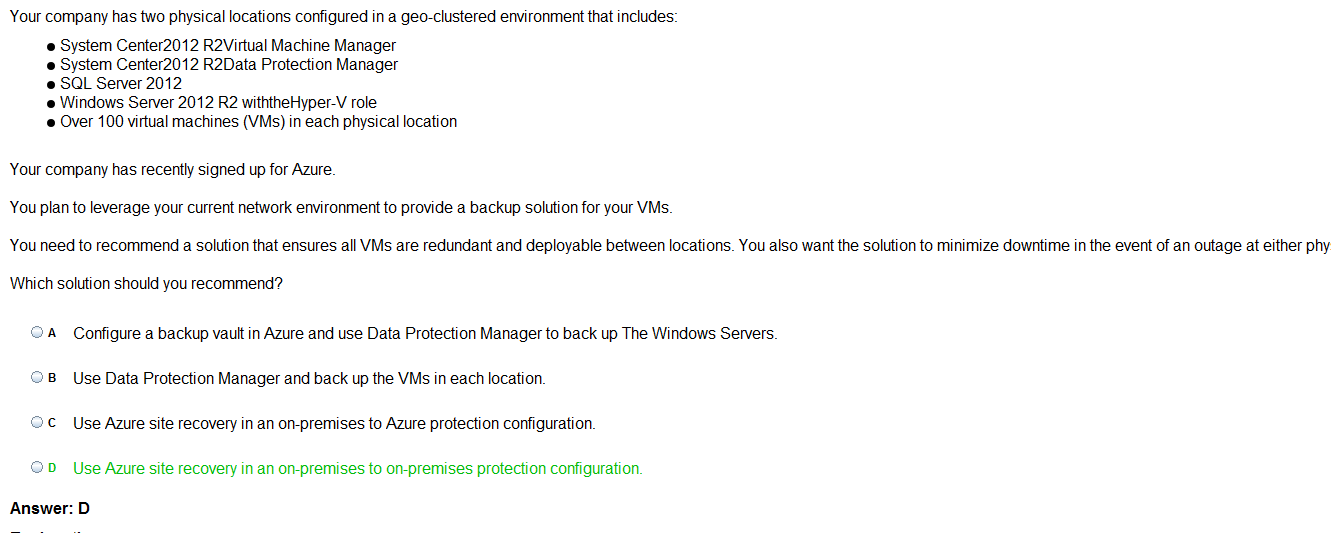 Your company has two physical locations configured in a geo-clustered environment that includes:
● System Center2012 R2Virtual Machine Manager
● System Center2012 R2Data Protection Manager
● SQL Server 2012
● Windows Server 2012 R2 withtheHyper-V role
● Over 100 virtual machines (VMs) in each physical location
Your company has recently signed up for Azure.
You plan to leverage your current network environment to provide a backup solution for your VMs.
You need to recommend a solution that ensures all VMs are redundant and deployable between locations. You also want the solution to minimize downtime in the event of an outage at either phy
Which solution should you recommend?
A Configure a backup vault in Azure and use Data Protection Manager to back up The Windows Servers.
B Use Data Protection Manager and back up the VMs in each location.
C Use Azure site recovery in an on-premises to Azure protection configuration.
D Use Azure site recovery in an on-premises to on-premises protection configuration.
Answer: D